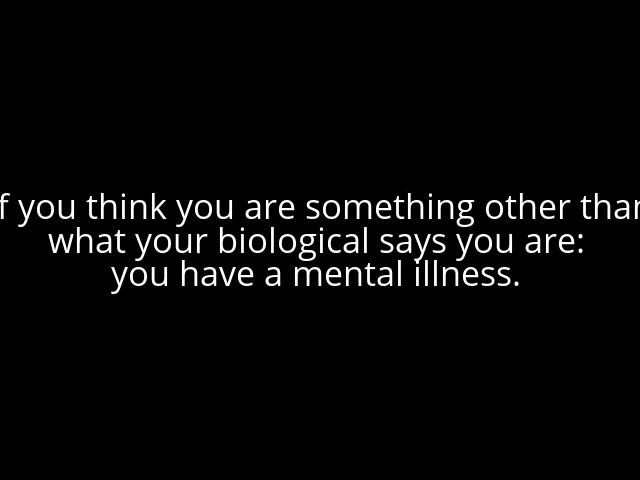 f you think you are something other than
what your biological says you are:
you have a mental illness.